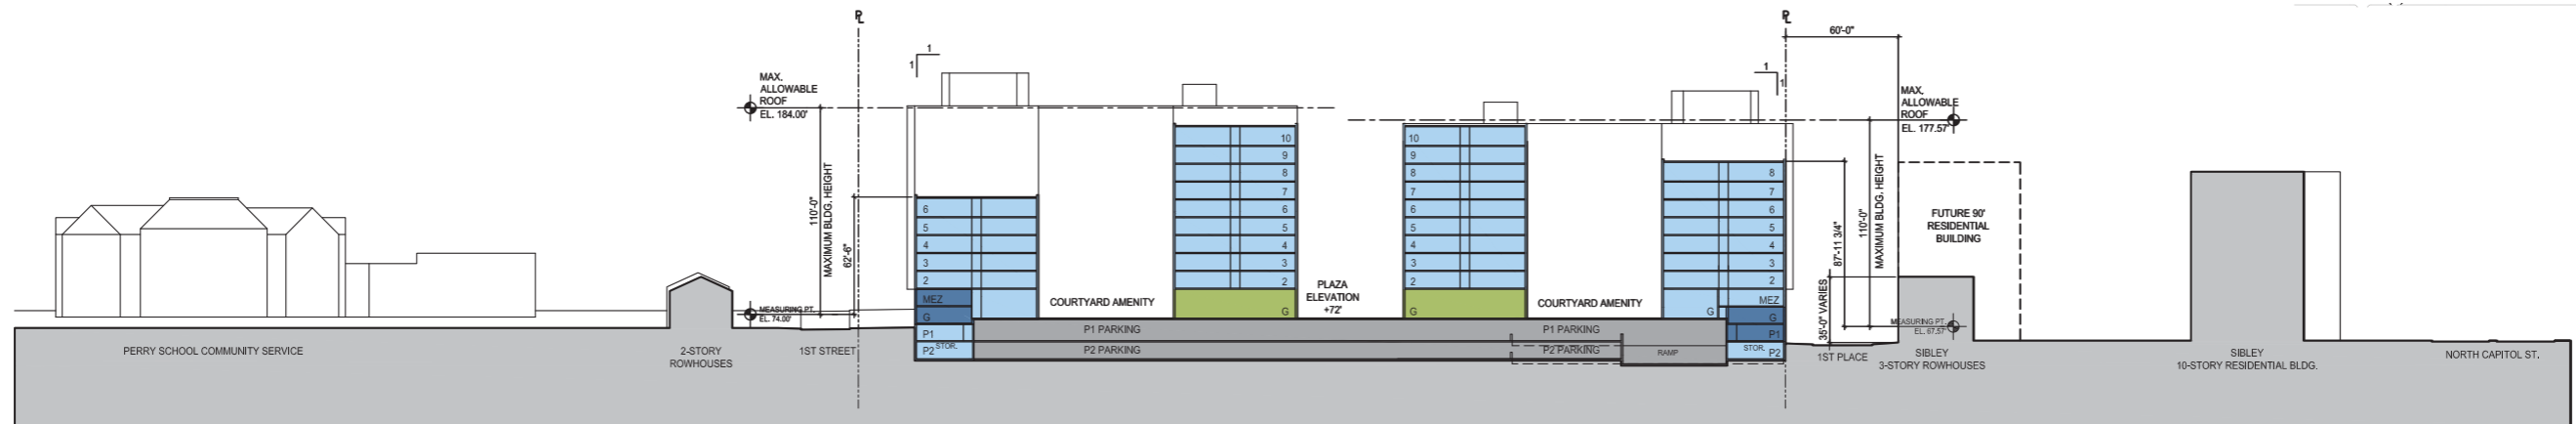 PL
PL
60'-0"
1
1
1
1
MAX.
ALLOWABLE
ROOF
EL. 184.00'
MAX.
ALLOWABLE
ROOF
EL. 177.57'
110'-0"
MAXIMUM BLDG. HEIGHT
62'-6"
MEASURING PT.
EL. 74.00'
6
5
4
3
2
MEZ
G
P1
P2
STOR.
COURTYARD AMENITY
10
9
8
7
6
5
4
3
2
G
PLAZA
ELEVATION
+72'
10
9
8
7
6
5
4
3
2
G
COURTYARD AMENITY
8
7
6
5
4
3
2
MEZ
G
G
P1
STOR.
P2
P1 PARKING
P1 PARKING
P2 PARKING
P2 PARKING
RAMP
87'-11 3/4"
110'-0"
MAXIMUM BLDG. HEIGHT
35'-0" VARIES
FUTURE 90'
RESIDENTIAL
BUILDING
MEASURING PT.
EL. 67.57'
PERRY SCHOOL COMMUNITY SERVICE
2-STORY
ROWHOUSES
1ST STREET
1ST PLACE
SIBLEY
3-STORY ROWHOUSES
SIBLEY
10-STORY RESIDENTIAL BLDG.
NORTH CAPITOL ST.